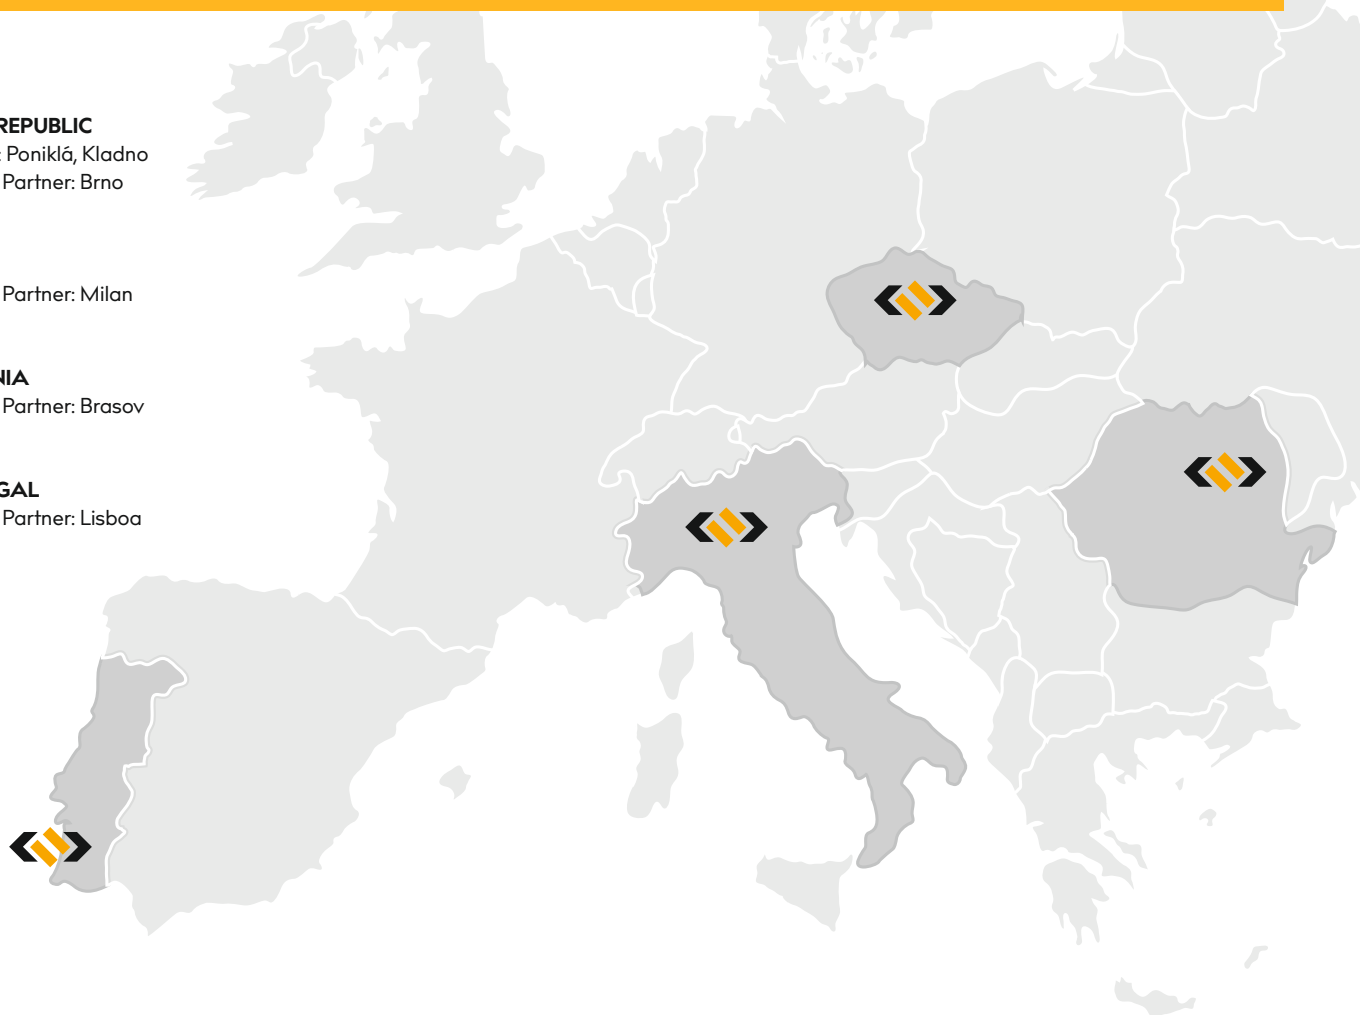 REPUBLIC
: Poniklá, Kladno
Partner: Brno
Partner: Milan
NIA
Partner: Brasov
GAL
Partner: Lisboa